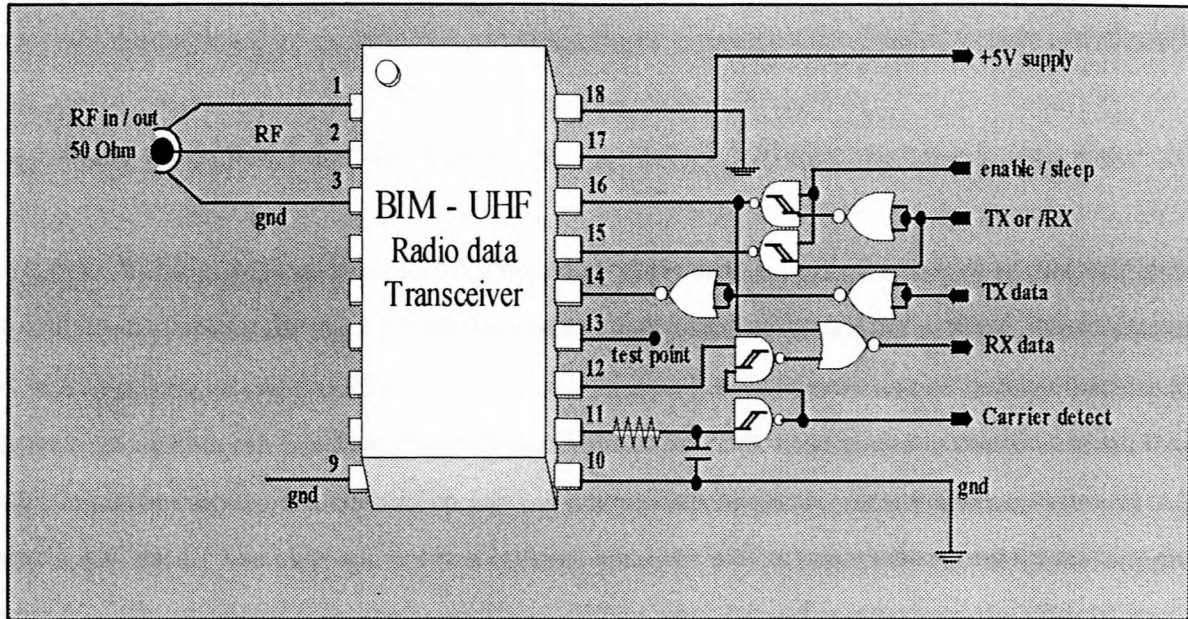 RF in / out
50 Ohm
RF
gnd
gnd
1
2
3
9
BIM - UHF
Radio data
Transceiver
18
17
16
15
14
13
12
11
10
test point
+5V supply
enable / sleep
TX or /RX
TX data
RX data
Carrier detect
gnd